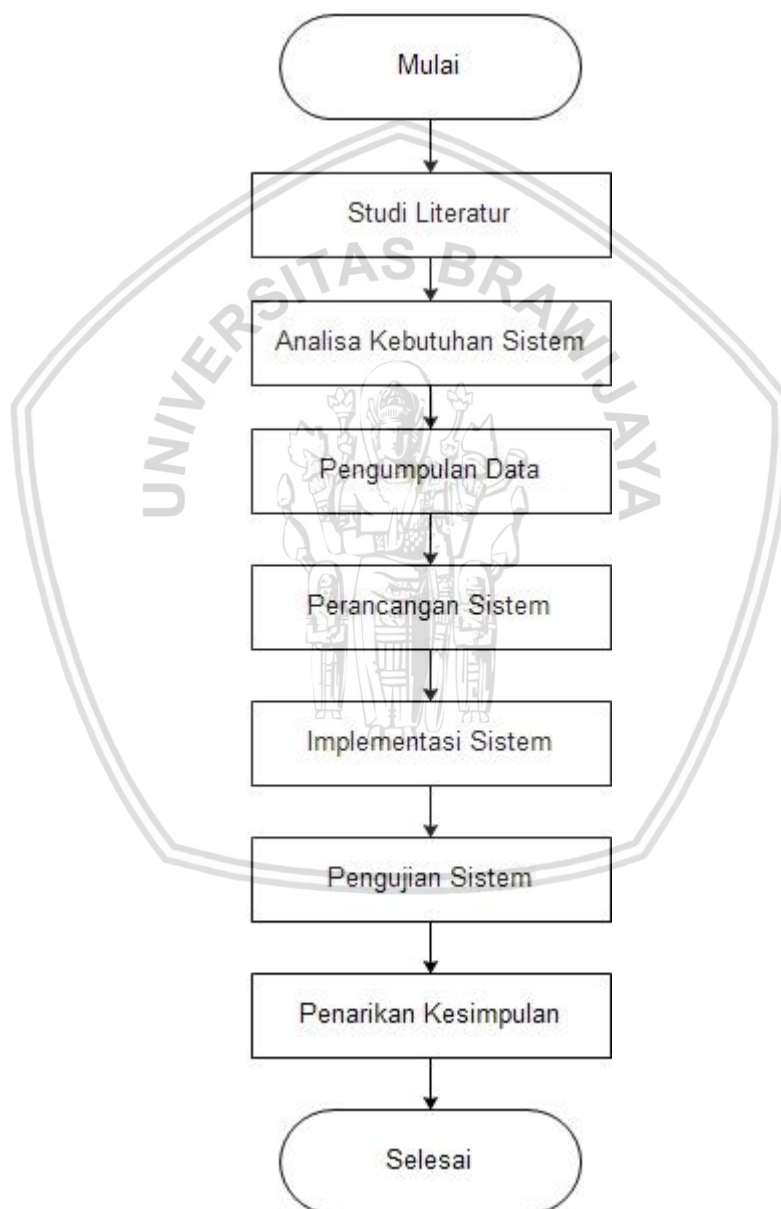 Mulai
Studi Literatur
UNIVERSITAS BRAWIJAYA
Analisa Kebutuhan Sistem
Pengumpulan Data
Perancangan Sistem
Implementasi Sistem
Pengujian Sistem
Penarikan Kesimpulan
Selesai